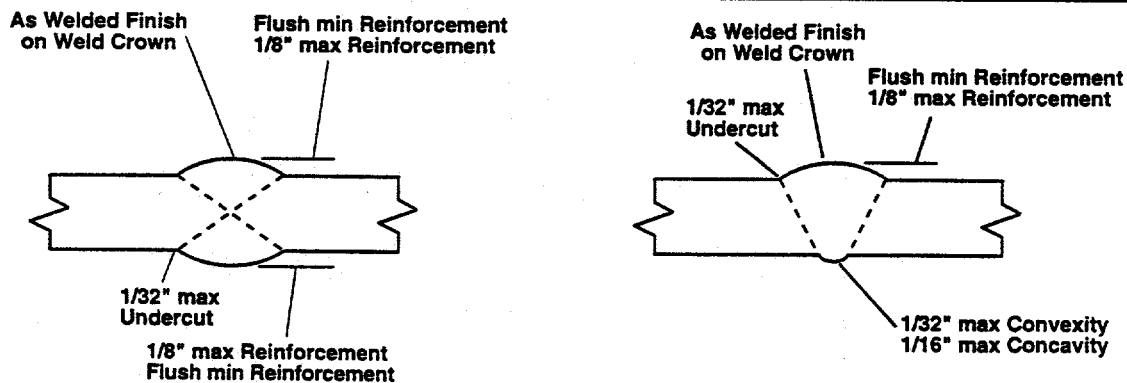 As Welded Finish
on Weld Crown
Flush min Reinforcement
1/8" max Reinforcement
1/32" max
Undercut
1/8" max Reinforcement
Flush min Reinforcement
As Welded Finish
on Weld Crown
Flush min Reinforcement
1/8" max Reinforcement
1/32" max
Undercut
1/32" max Convexity
1/16" max Concavity